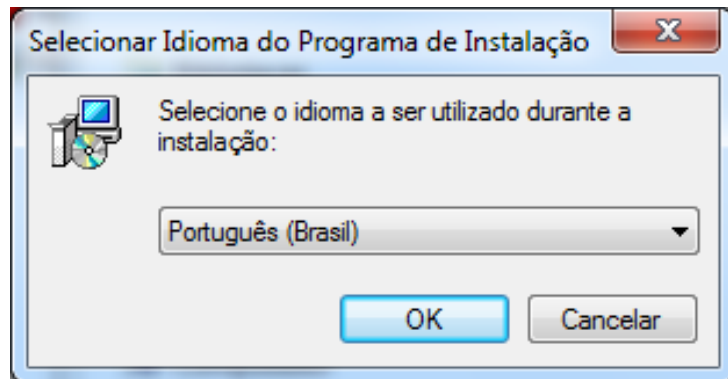 Selecionar Idioma do Programa de Instalação
Selecione o idioma a ser utilizado durante a
instalação:
Português (Brasil)
OK Cancelar